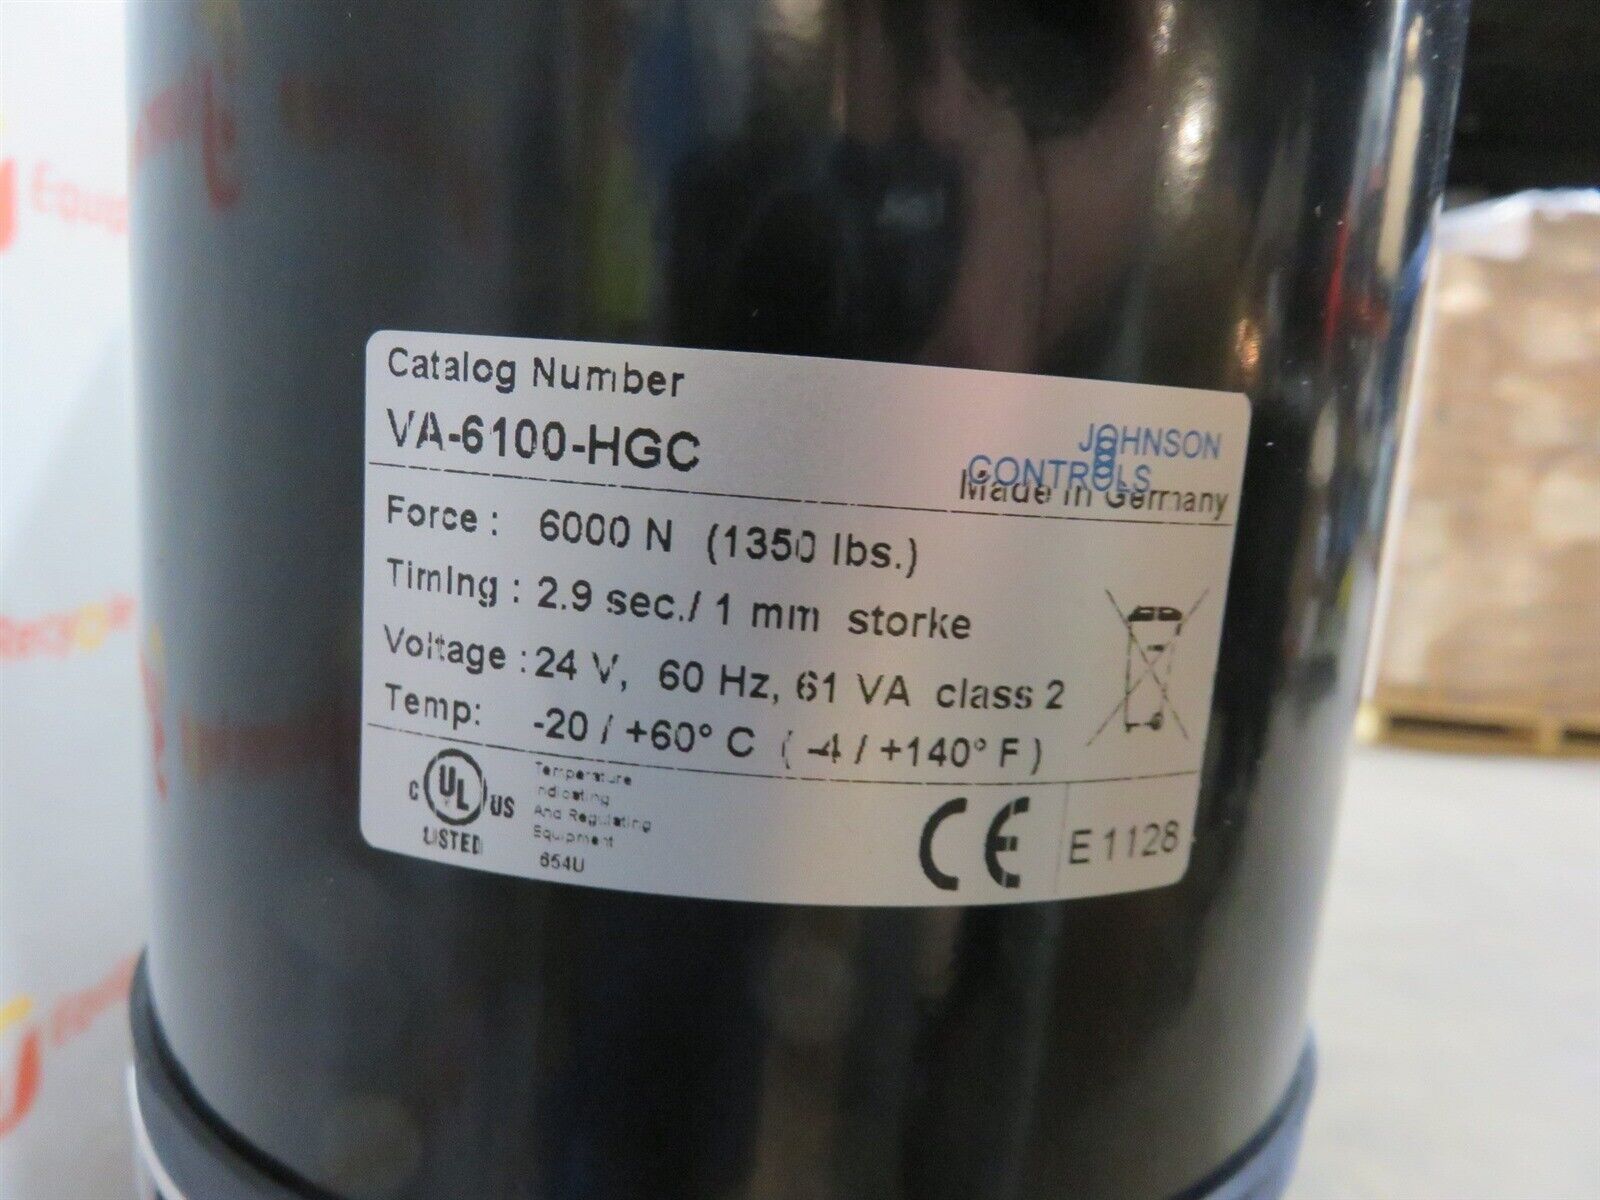 Catalog Number
VA-6100-HGC
JOHNSON
CONTROLS
Made in Germany
Force : 6000 N (1350 lbs.)
Timing : 2.9 sec./ 1 mm storke
Voltage : 24 V, 60 Hz, 61 VA class 2
Temp: -20 / +60° C ( -4 / +140° F )
C UL US
LISTED
Temperature
Indicating
And Regulating
Equipment
654U
CE
E1128
Equip
Recycle